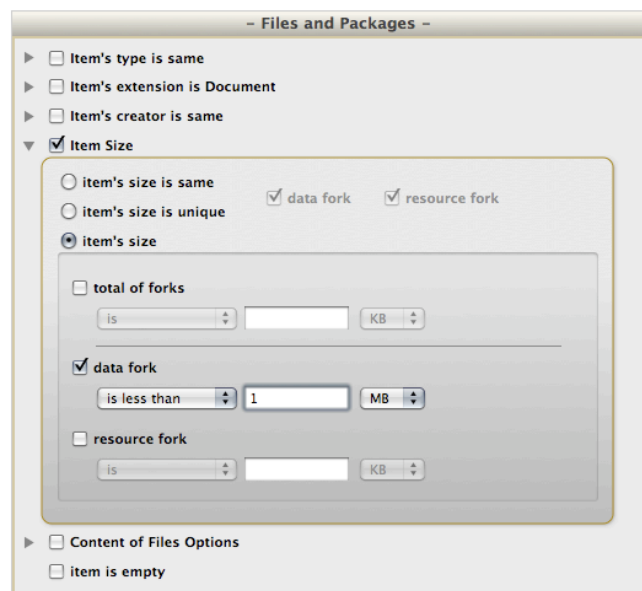 – Files and Packages –
Item's type is same
Item's extension is Document
Item's creator is same
Item Size
item's size is same
data fork resource fork
item's size is unique
item's size
total of forks
is KB
data fork
is less than 1 MB
resource fork
is KB
Content of Files Options
item is empty